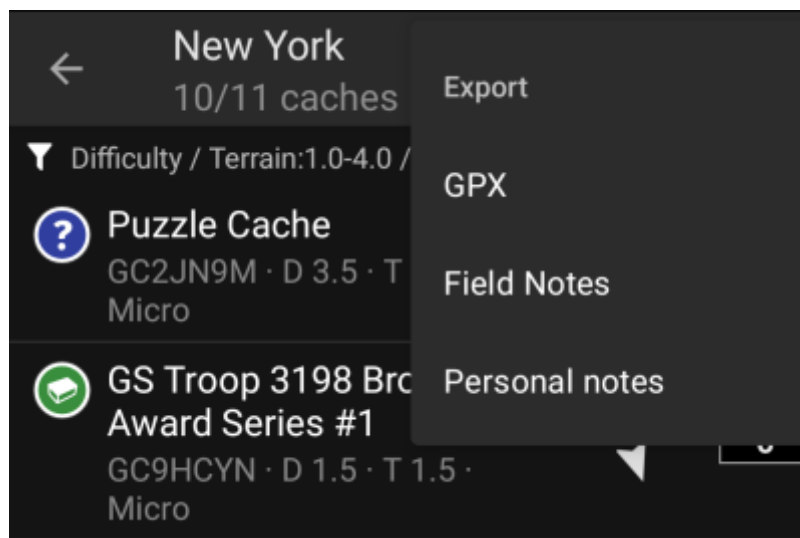 New York
10/11 caches
Export
Difficulty / Terrain:1.0-4.0 /
GPX
?
Puzzle Cache
GC2JN9M · D 3.5 · T
Micro
Field Notes
Personal notes
GS Troop 3198 Bro
Award Series #1
GC9HCYN · D 1.5 · T 1.5 ·
Micro